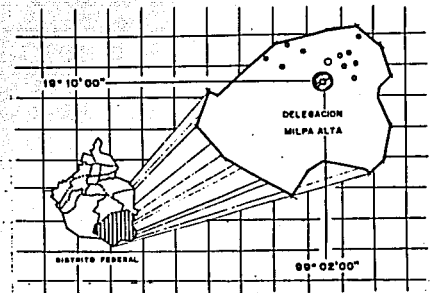 19° 10' 00"
DELEGACION
MILPA ALTA
DISTRITO FEDERAL
99° 02' 00"